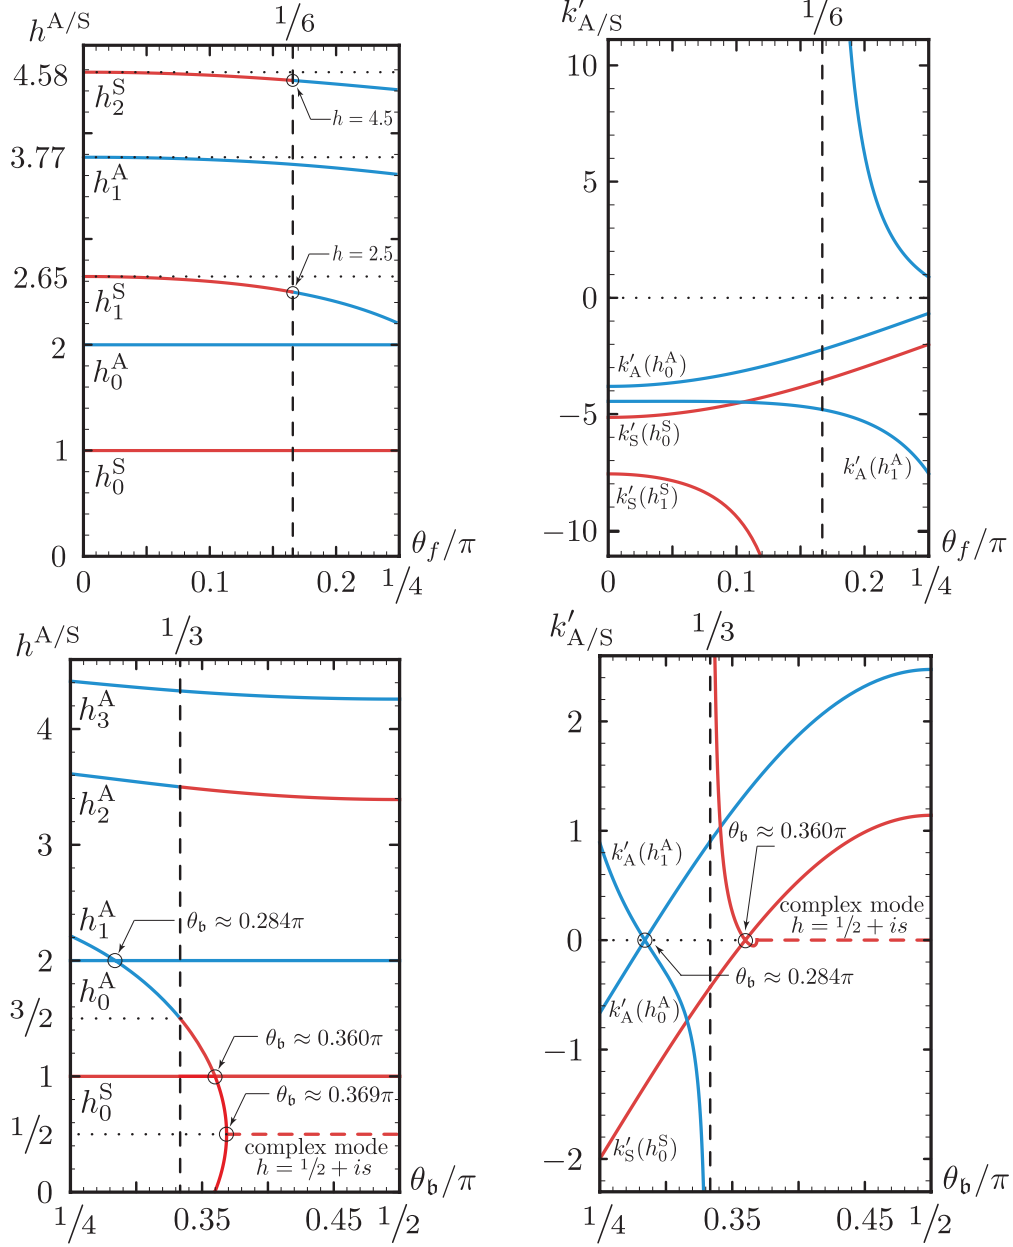 h^{A/S}
1/6
4.58
h_2^S
h = 4.5
3.77
h_1^A
h = 2.5
2.65
h_1^S
2
h_0^A
1
h_0^S
0
θ_f/π
0
0.1
0.2
1/4
k′_{A/S}
1/6
10
5
0
k′_A(h_0^A)
−5
k′_S(h_0^S)
k′_A(h_1^A)
k′_S(h_1^S)
−10
θ_f/π
0
0.1
0.2
1/4
h^{A/S}
1/3
h_3^A
4
h_2^A
3
h_1^A
θ_𝔟 ≈ 0.284π
2
h_0^A
3/2
θ_𝔟 ≈ 0.360π
1
h_0^S
θ_𝔟 ≈ 0.369π
1/2
complex mode
h = 1/2 + is
0
θ_𝔟/π
1/4
0.35
0.45
1/2
k′_{A/S}
1/3
2
1
θ_𝔟 ≈ 0.360π
k′_A(h_1^A)
complex mode
h = 1/2 + is
0
θ_𝔟 ≈ 0.284π
k′_A(h_0^A)
−1
k′_S(h_0^S)
−2
θ_𝔟/π
1/4
0.35
0.45
1/2